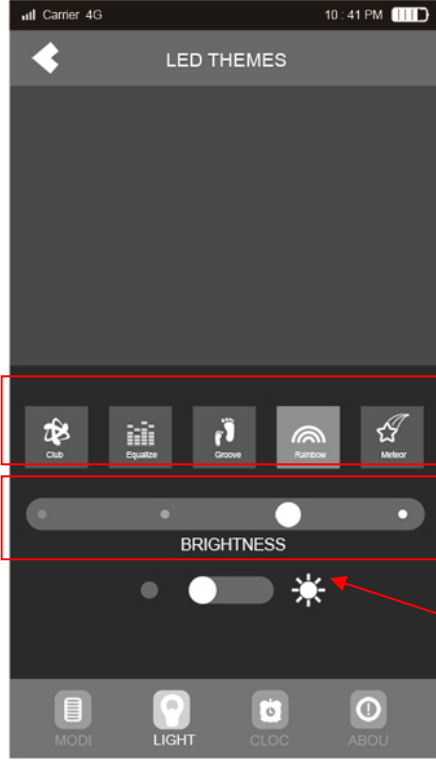 Carrier 4G 10 : 41 PM
LED THEMES
Club Equalize Groove Rainbow Meteor
BRIGHTNESS
MODI LIGHT CLOC ABOU